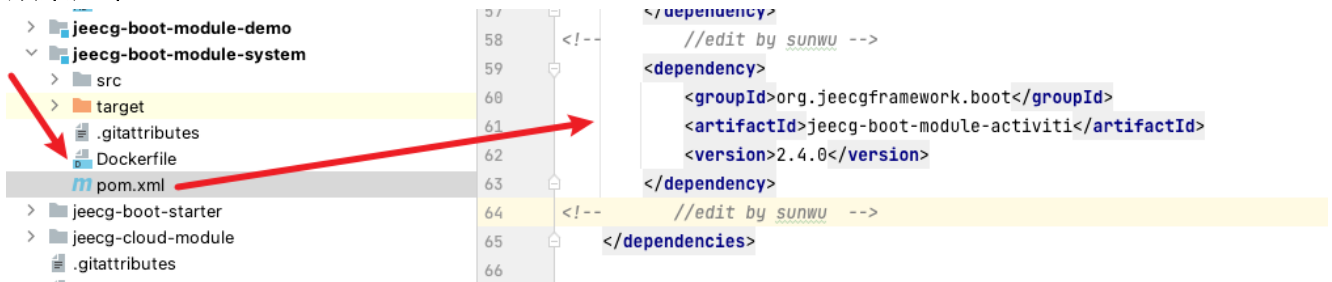 jeecg-boot-module-demo
jeecg-boot-module-system
src
target
.gitattributes
Dockerfile
pom.xml
jeecg-boot-starter
jeecg-cloud-module
.gitattributes
57 </dependency>
58 <!-- //edit by sunwu -->
59 <dependency>
60 <groupId>org.jeecgframework.boot</groupId>
61 <artifactId>jeecg-boot-module-activiti</artifactId>
62 <version>2.4.0</version>
63 </dependency>
64 <!-- //edit by sunwu -->
65 </dependencies>
66